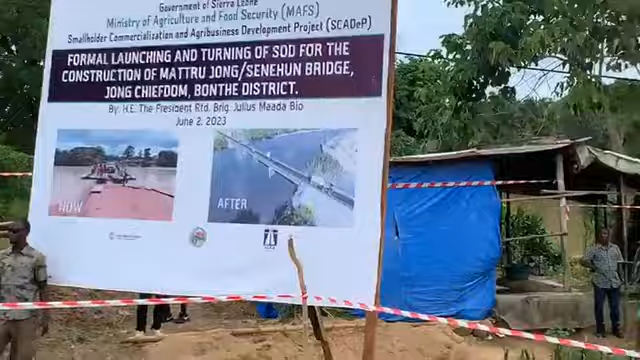 Government of Sierra Leone
Ministry of Agriculture and Food Security (MAFS)
Smallholder Commercialization and Agribusiness Development Project (SCADeP)
FORMAL LAUNCHING AND TURNING OF SOD FOR THE
CONSTRUCTION OF MATTRU JONG/SENEHUN BRIDGE,
JONG CHIEFDOM, BONTHE DISTRICT.
By: H.E. The President Rtd. Brig. Julius Maada Bio
June 2, 2023
NOW
AFTER